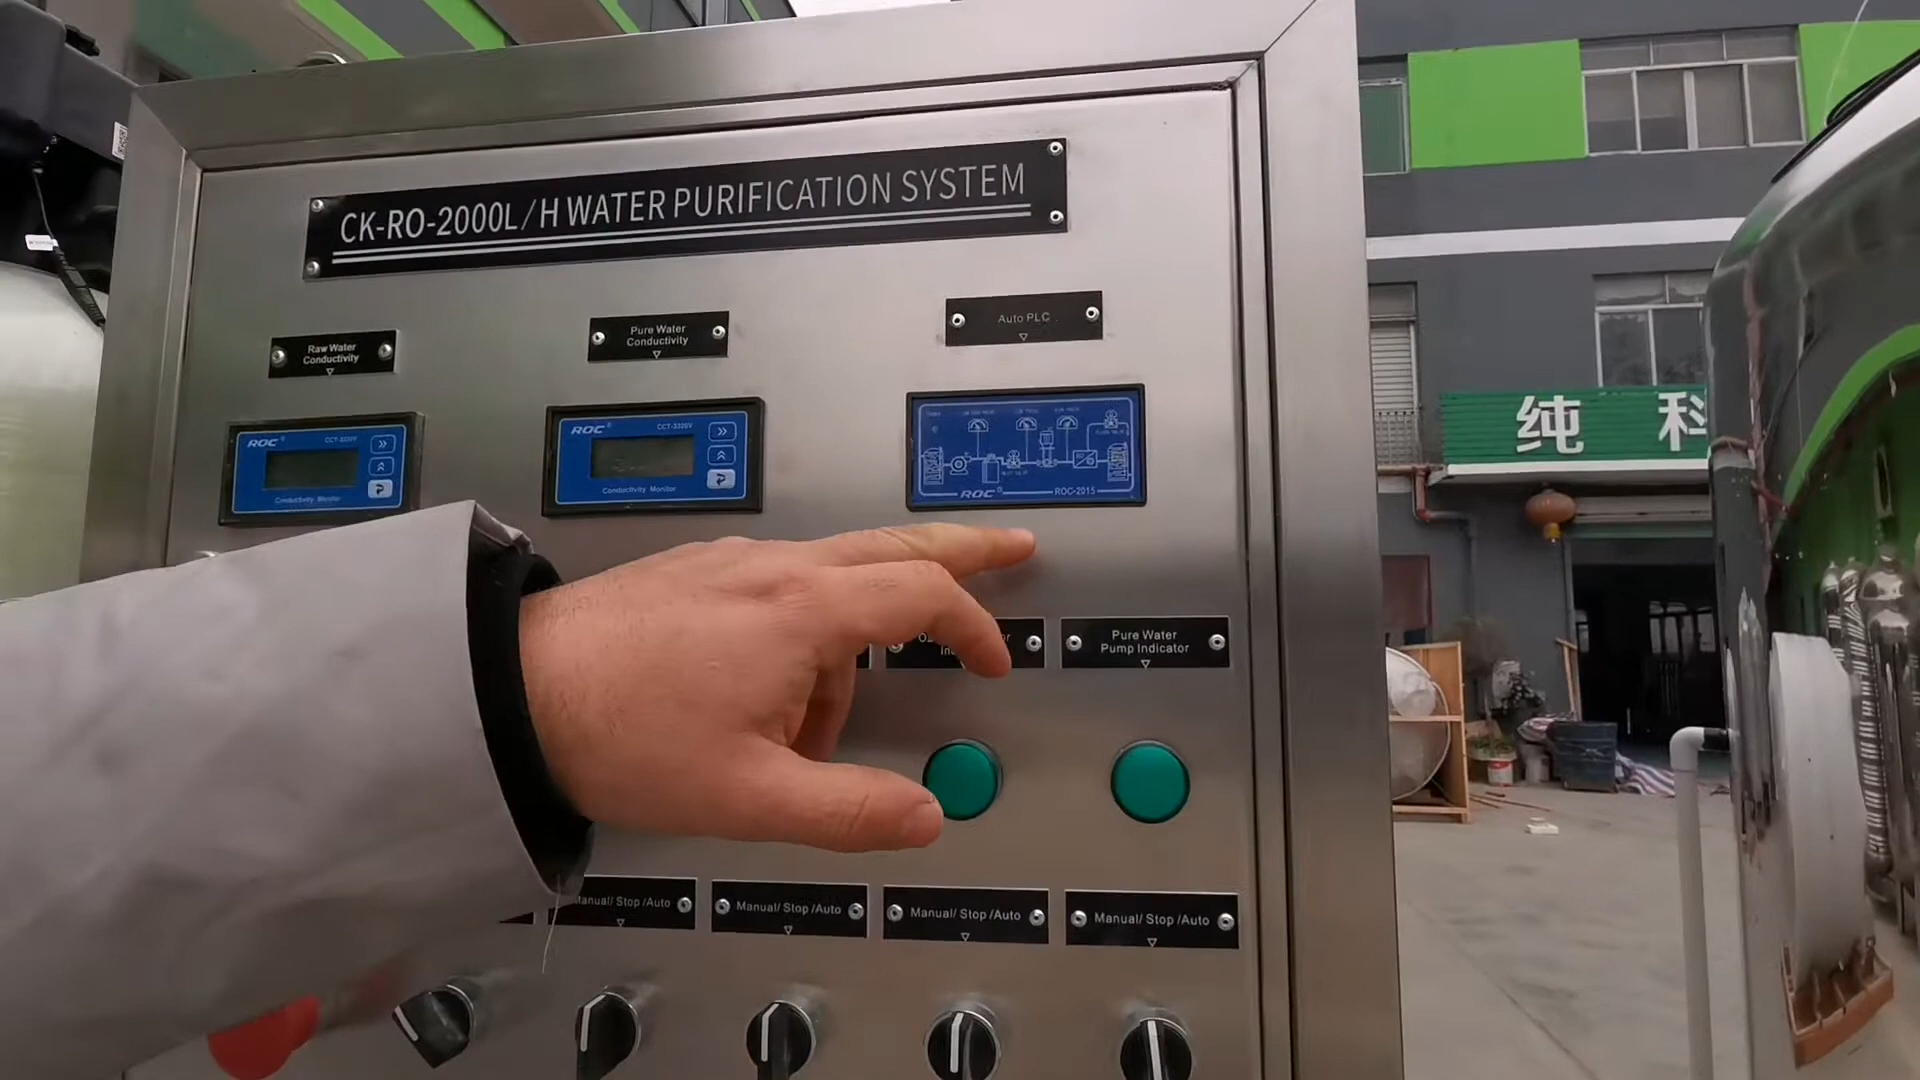 CK-RO-2000L/H WATER PURIFICATION SYSTEM
Raw Water
Conductivity
Pure Water
Conductivity
Auto PLC
ROC®
CCT-3320V
Conductivity Monitor
ROC®
CCT-3320V
Conductivity Monitor
ROC®
ROC-2015
纯 科
Pure Water
Pump Indicator
Manual/ Stop /Auto
Manual/ Stop /Auto
Manual/ Stop /Auto
Manual/ Stop /Auto